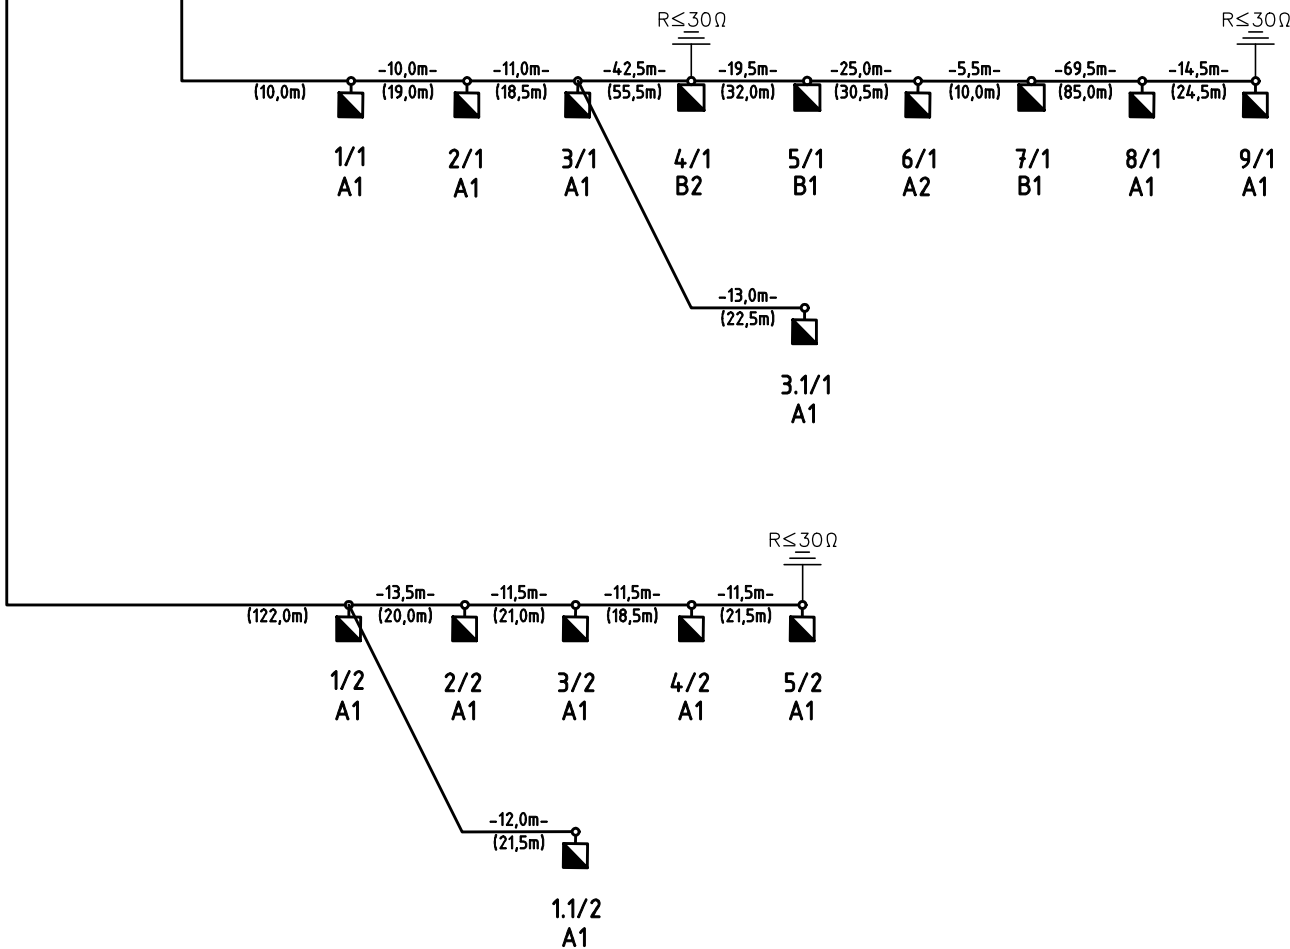 R≤30Ω R≤30Ω
-10,0m- -11,0m- -42,5m- -19,5m- -25,0m- -5,5m- -69,5m- -14,5m-
(10,0m) (19,0m) (18,5m) (55,5m) (32,0m) (30,5m) (10,0m) (85,0m) (24,5m)
1/1 2/1 3/1 4/1 5/1 6/1 7/1 8/1 9/1
A1 A1 A1 B2 B1 A2 B1 A1 A1
-13,0m-
(22,5m)
3.1/1
A1
R≤30Ω
-13,5m- -11,5m- -11,5m- -11,5m-
(122,0m) (20,0m) (21,0m) (18,5m) (21,5m)
1/2 2/2 3/2 4/2 5/2
A1 A1 A1 A1 A1
-12,0m-
(21,5m)
1.1/2
A1